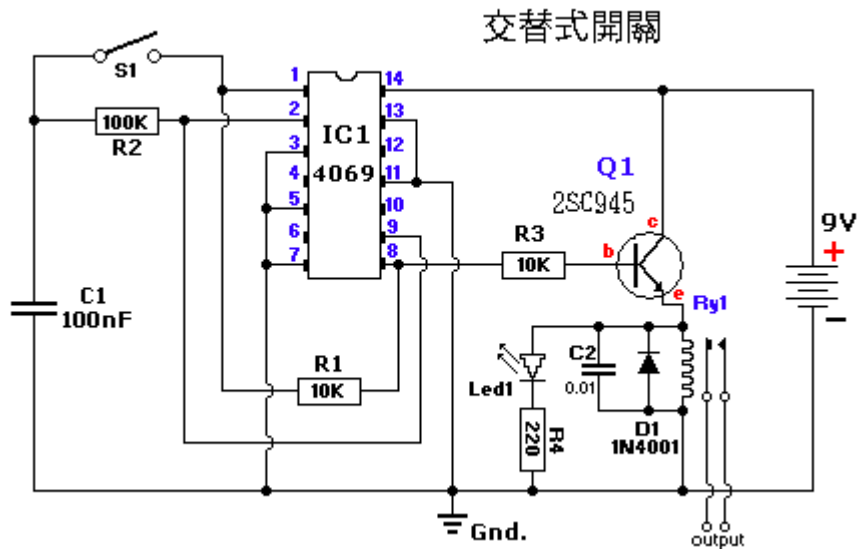 交替式開關
S1
100K
R2
C1
100nF
1
2
3
4
5
6
7
IC1
4069
14
13
12
11
10
9
8
R1
10K
R3
10K
Q1
2SC945
c
b
e
Ry1
9V
+
-
Led1
C2
0.01
R4
220
D1
1N4001
Gnd.
output